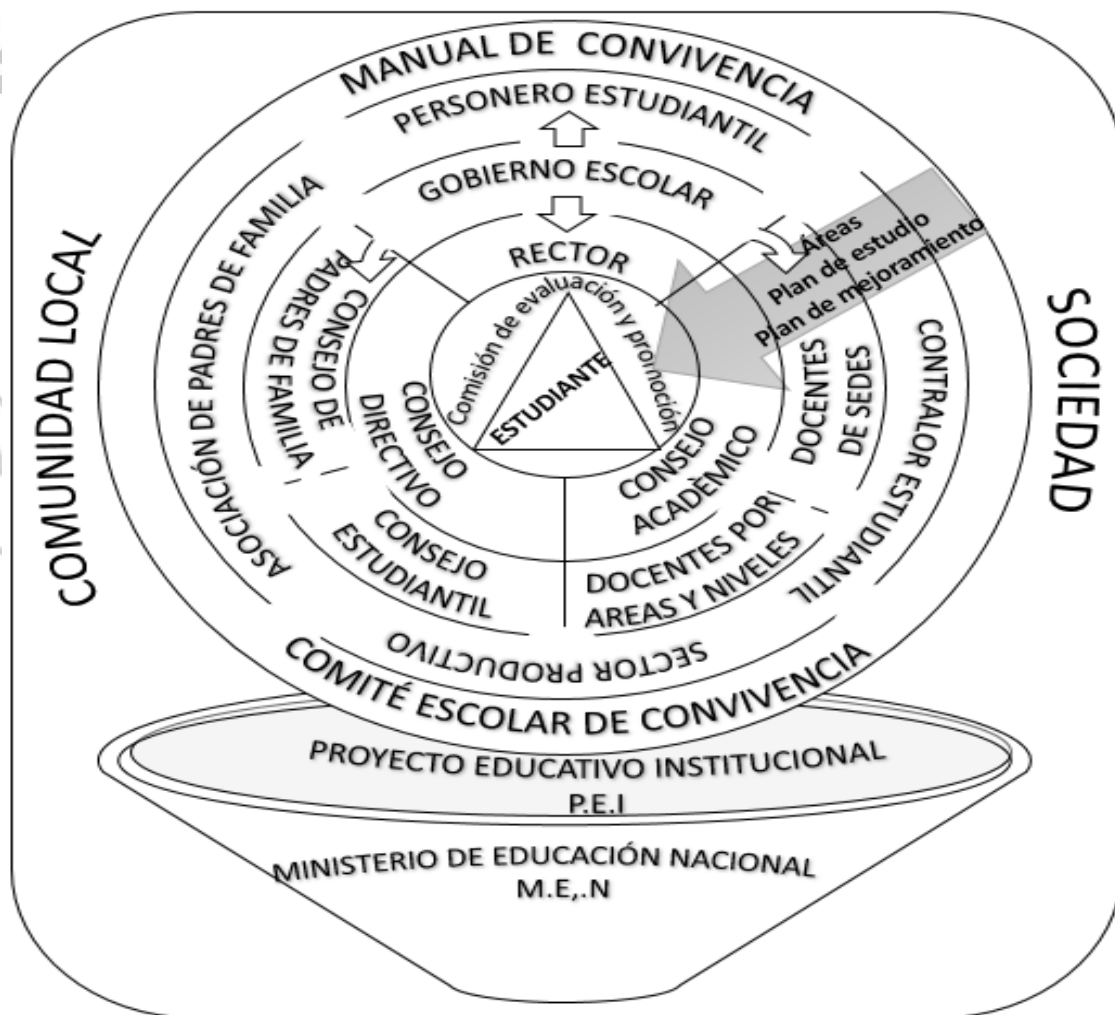 MANUAL DE CONVIVENCIA
PERSONERO ESTUDIANTIL
GOBIERNO ESCOLAR
RECTOR
Comisión de evaluación y promoción
ESTUDIANTE
Áreas
Plan de estudio
Plan de mejoramiento
COMUNIDAD LOCAL
ASOCIACIÓN DE PADRES DE FAMILIA
CONSEJO DE
PADRES DE FAMILIA
CONSEJO
DIRECTIVO
CONSEJO
ACADÈMICO
DOCENTES
DE SEDES
CONTRALOR ESTUDIANTIL
SOCIEDAD
CONSEJO
ESTUDIANTIL
DOCENTES POR
AREAS Y NIVELES
SECTOR PRODUCTIVO
COMITÉ ESCOLAR DE CONVIVENCIA
PROYECTO EDUCATIVO INSTITUCIONAL
P.E.I
MINISTERIO DE EDUCACIÓN NACIONAL
M.E,.N